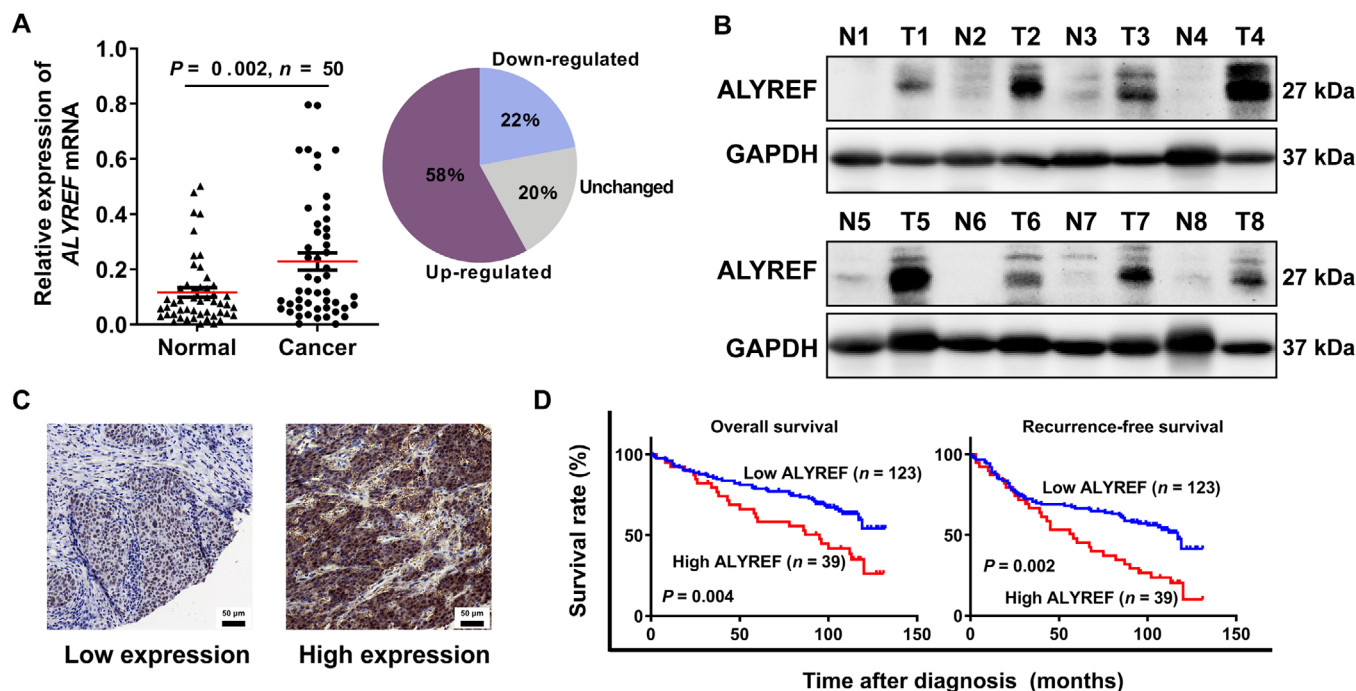 A
P = 0 .002, n = 50
Relative expression of
ALYREF mRNA
1.0
0.8
0.6
0.4
0.2
0.0
Normal
Cancer
Down-regulated
22%
58%
20%
Unchanged
Up-regulated
B
N1 T1 N2 T2 N3 T3 N4 T4
ALYREF
27 kDa
GAPDH
37 kDa
N5 T5 N6 T6 N7 T7 N8 T8
ALYREF
27 kDa
GAPDH
37 kDa
C
50 μm
50 μm
Low expression
High expression
D
Survival rate (%)
Overall survival
100
50
0
Low ALYREF (n = 123)
High ALYREF (n = 39)
P = 0.004
0 50 100 150
Recurrence-free survival
100
50
0
Low ALYREF (n = 123)
P = 0.002
High ALYREF (n = 39)
0 50 100 150
Time after diagnosis (months)